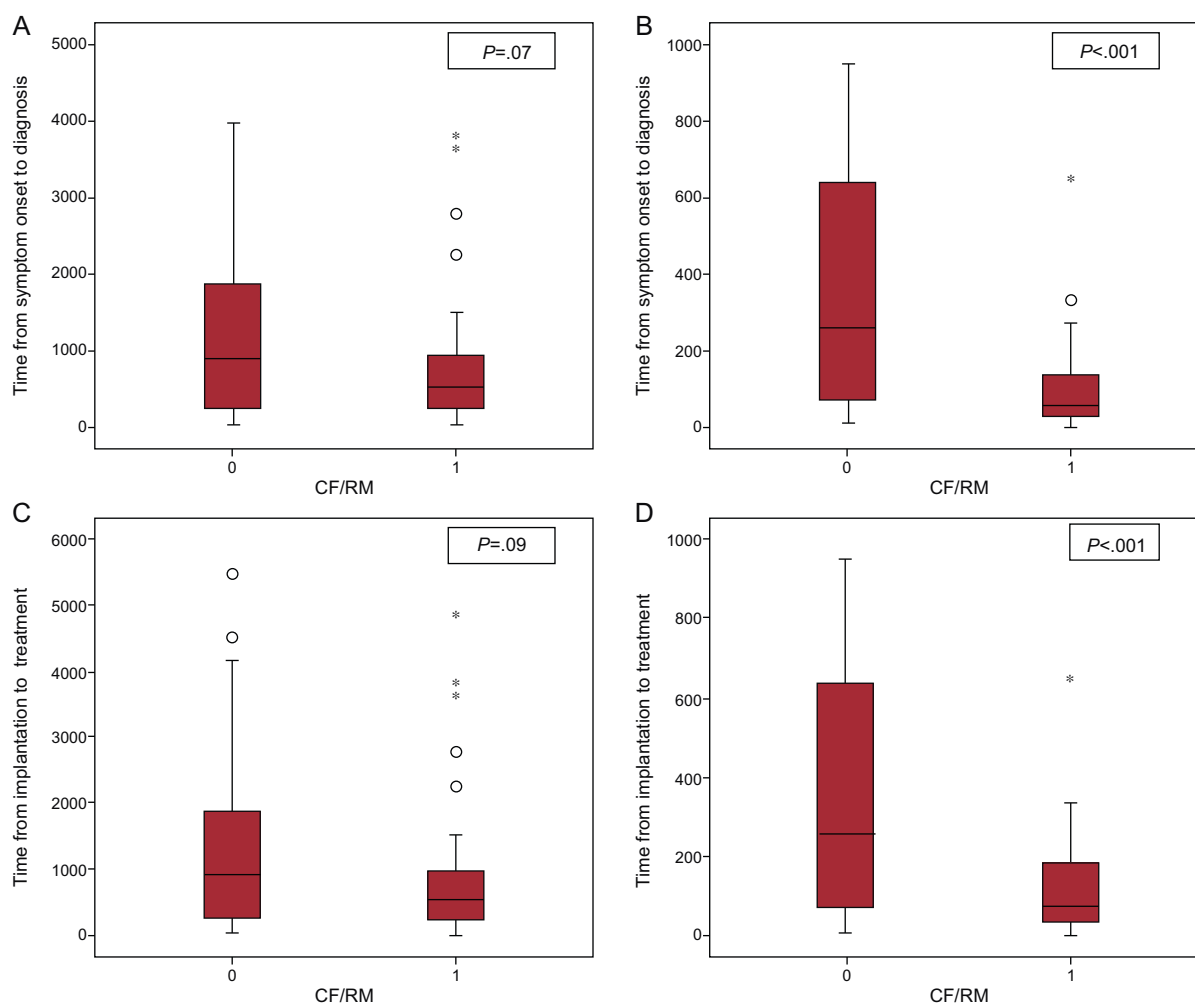 A
B
5000
4000
3000
2000
1000
0
Time from symptom onset to diagnosis
P=.07
*
*
0
1
CF/RM
1000
800
600
400
200
0
Time from symptom onset to diagnosis
P<.001
*
0
1
CF/RM
C
D
6000
5000
4000
3000
2000
1000
0
Time from implantation to treatment
P=.09
*
*
*
0
1
CF/RM
1000
800
600
400
200
0
Time from implantation to treatment
P<.001
*
0
1
CF/RM